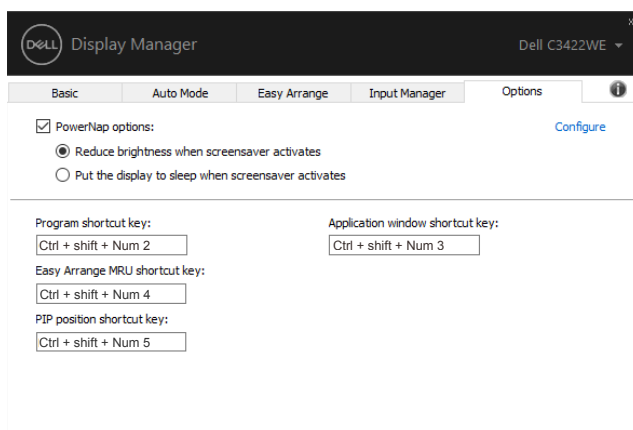 DELL Display Manager
Dell C3422WE
Basic Auto Mode Easy Arrange Input Manager Options
PowerNap options:
Configure
Reduce brightness when screensaver activates
Put the display to sleep when screensaver activates
Program shortcut key:
Application window shortcut key:
Ctrl + shift + Num 2
Ctrl + shift + Num 3
Easy Arrange MRU shortcut key:
Ctrl + shift + Num 4
PIP position shortcut key:
Ctrl + shift + Num 5